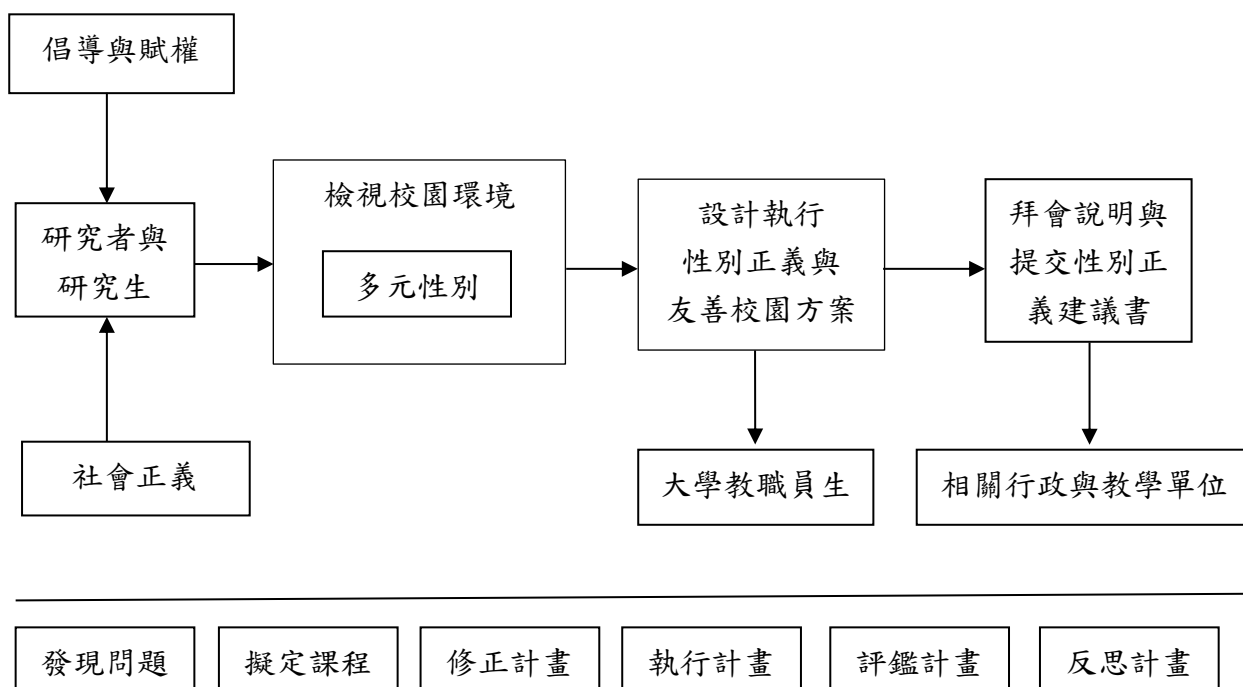 倡導與賦權
研究者與
研究生
社會正義
檢視校園環境
多元性別
設計執行
性別正義與
友善校園方案
大學教職員生
拜會說明與
提交性別正
義建議書
相關行政與教學單位
發現問題
擬定課程
修正計畫
執行計畫
評鑑計畫
反思計畫